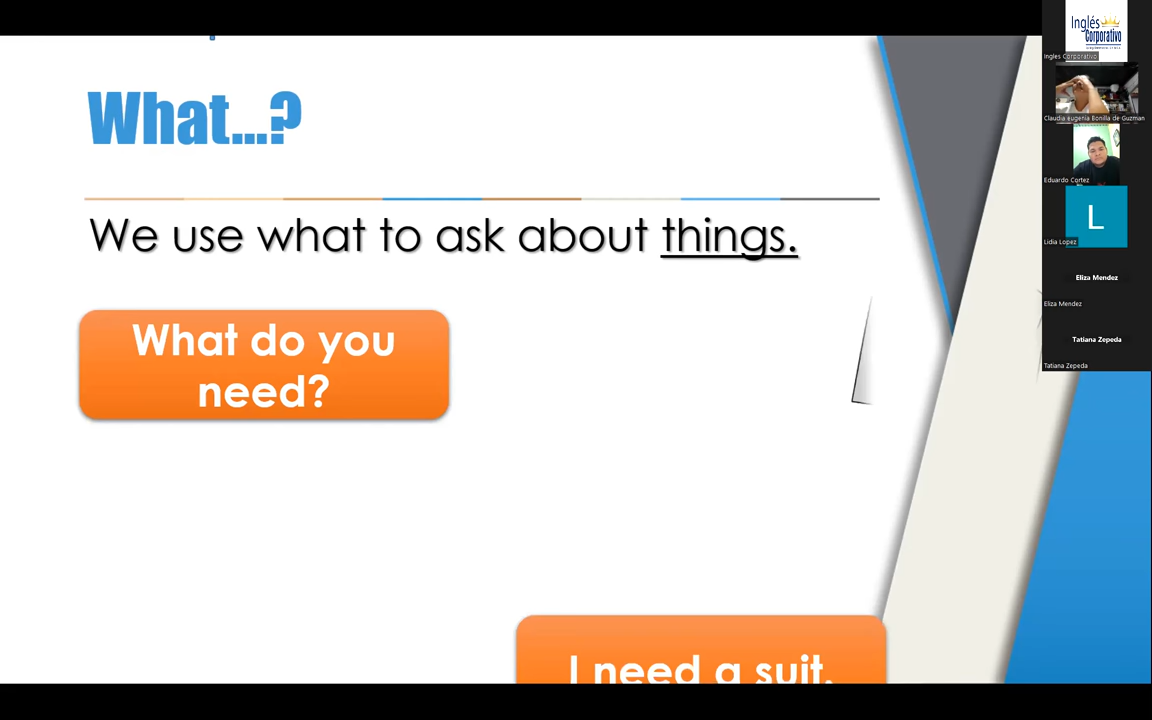 What...?
We use what to ask about things.
What do you
need?
I need a suit.
Inglés
Corporativo
Ingles Corporativo
Claudia eugenia Bonilla de Guzman
Eduardo Cortez
L
Lidia Lopez
Eliza Mendez
Eliza Mendez
Tatiana Zepeda
Tatiana Zepeda